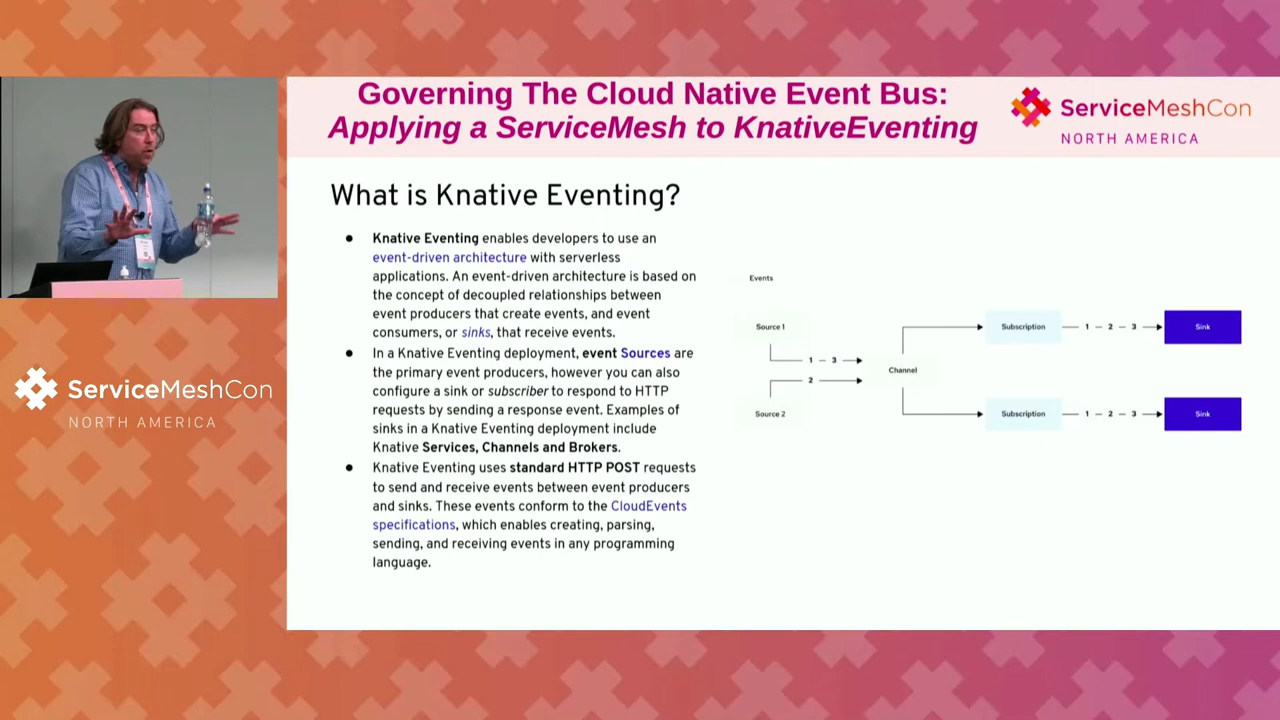 Governing The Cloud Native Event Bus:
Applying a ServiceMesh to KnativeEventing
ServiceMeshCon
NORTH AMERICA
What is Knative Eventing?
● Knative Eventing enables developers to use an
event-driven architecture with serverless
applications. An event-driven architecture is based on
the concept of decoupled relationships between
event producers that create events, and event
consumers, or sinks, that receive events.
● In a Knative Eventing deployment, event Sources are
the primary event producers, however you can also
configure a sink or subscriber to respond to HTTP
requests by sending a response event. Examples of
sinks in a Knative Eventing deployment include
Knative Services, Channels and Brokers.
● Knative Eventing uses standard HTTP POST requests
to send and receive events between event producers
and sinks. These events conform to the CloudEvents
specifications, which enables creating, parsing,
sending, and receiving events in any programming
language.
Events
Source 1
1 — 3
2
Source 2
Channel
Subscription
1 — 2 — 3
Sink
Subscription
1 — 2 — 3
Sink
ServiceMeshCon
NORTH AMERICA